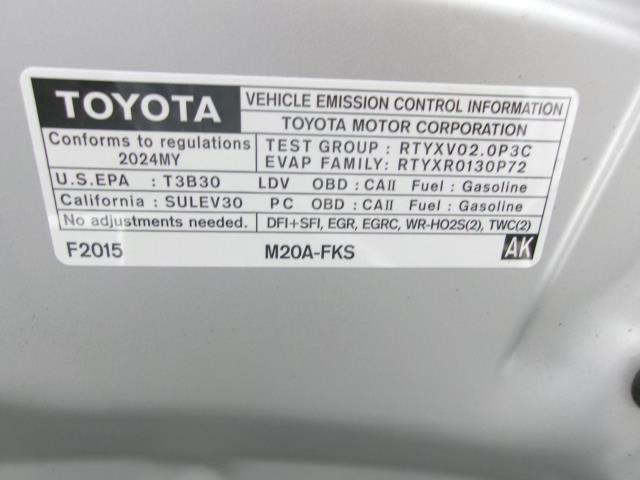 TOYOTA
VEHICLE EMISSION CONTROL INFORMATION
TOYOTA MOTOR CORPORATION
Conforms to regulations
2024MY
TEST GROUP : RTYXV02.0P3C
EVAP FAMILY: RTYXR0130P72
U.S.EPA : T3B30 LDV OBD : CAII Fuel : Gasoline
California : SULEV30 PC OBD : CAII Fuel : Gasoline
No adjustments needed. DFI+SFI, EGR, EGRC, WR-HO2S(2), TWC(2)
F2015 M20A-FKS AK